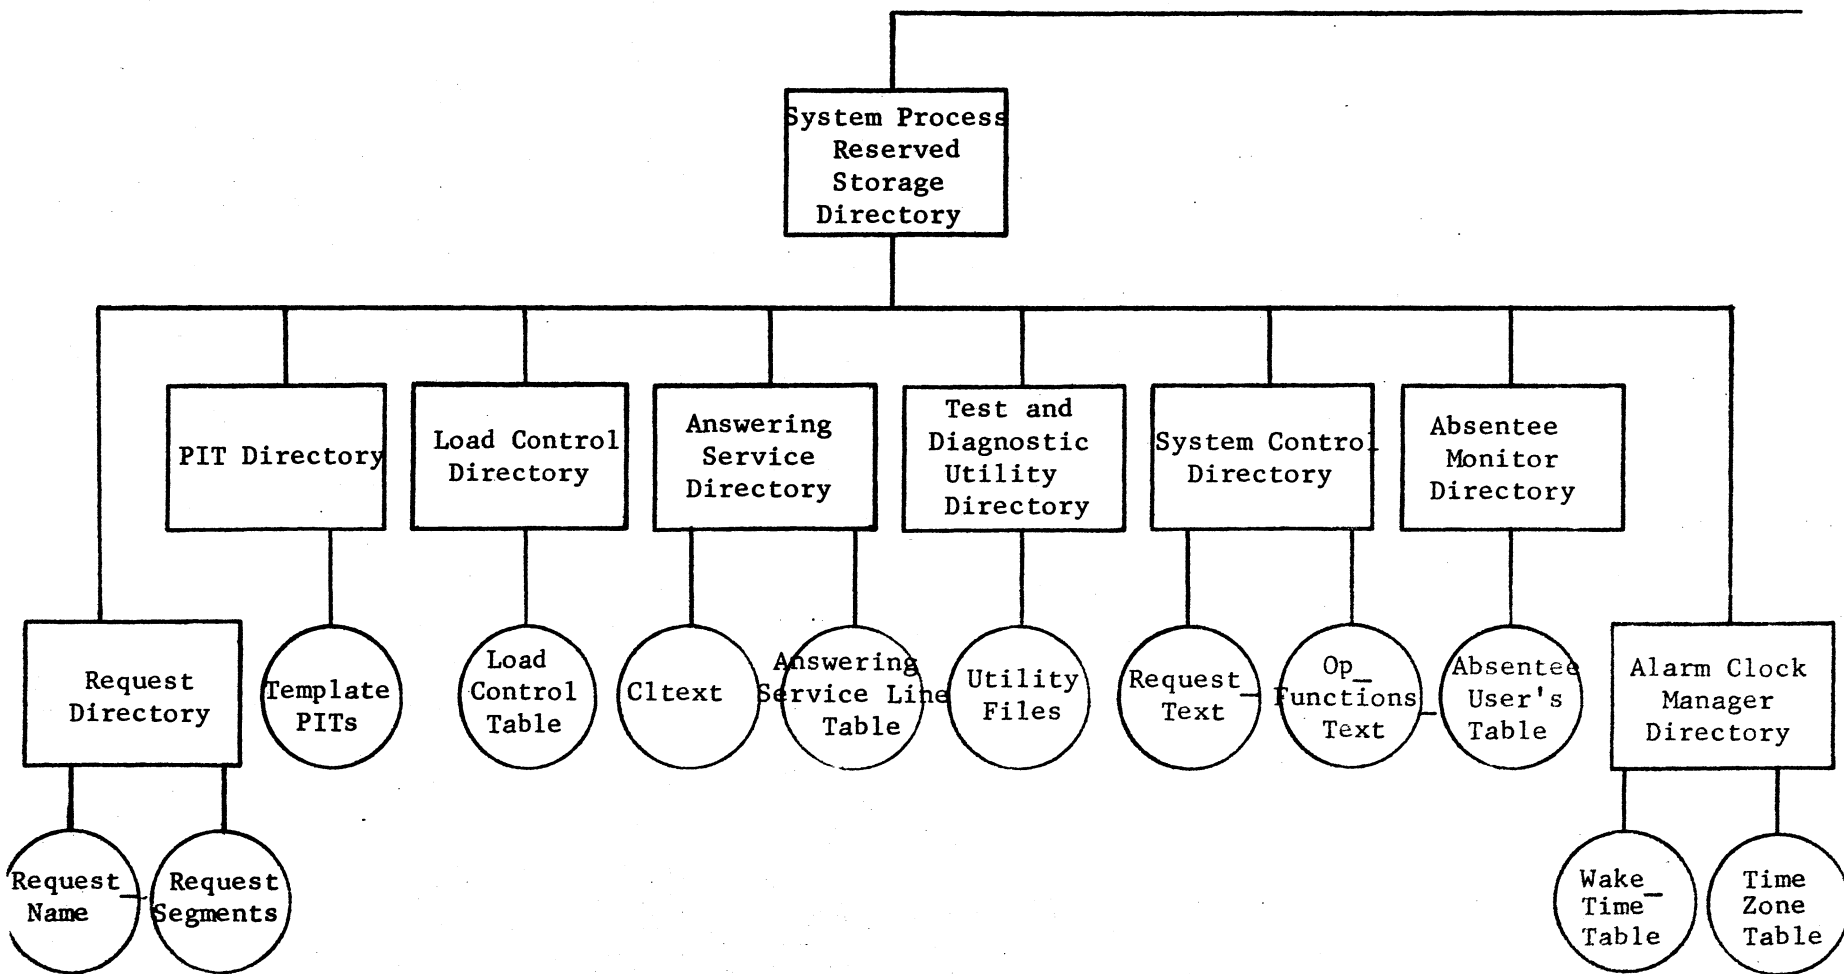 System Process
Reserved
Storage
Directory
PIT Directory
Load Control
Directory
Answering
Service
Directory
Test and
Diagnostic
Utility
Directory
System Control
Directory
Absentee
Monitor
Directory
Request
Directory
Template
PITs
Load
Control
Table
Cltext
Answering
Service Line
Table
Utility
Files
Request_
Text
Op_
Functions_
Text
Absentee
User's
Table
Alarm Clock
Manager
Directory
Request_
Name
Request
Segments
Wake_
Time
Table
Time
Zone
Table